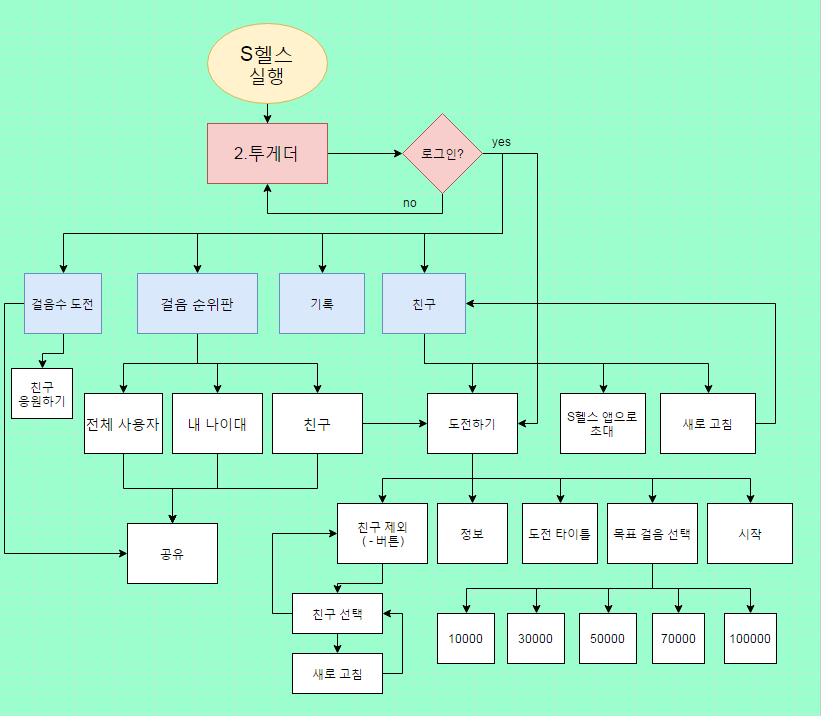 S헬스
실행
2.투게더
로그인?
yes
no
걸음수 도전
걸음 순위판
기록
친구
친구
응원하기
전체 사용자
내 나이대
친구
도전하기
S헬스 앱으로
초대
새로 고침
공유
친구 제외
( - 버튼)
정보
도전 타이틀
목표 걸음 선택
시작
친구 선택
새로 고침
10000
30000
50000
70000
100000